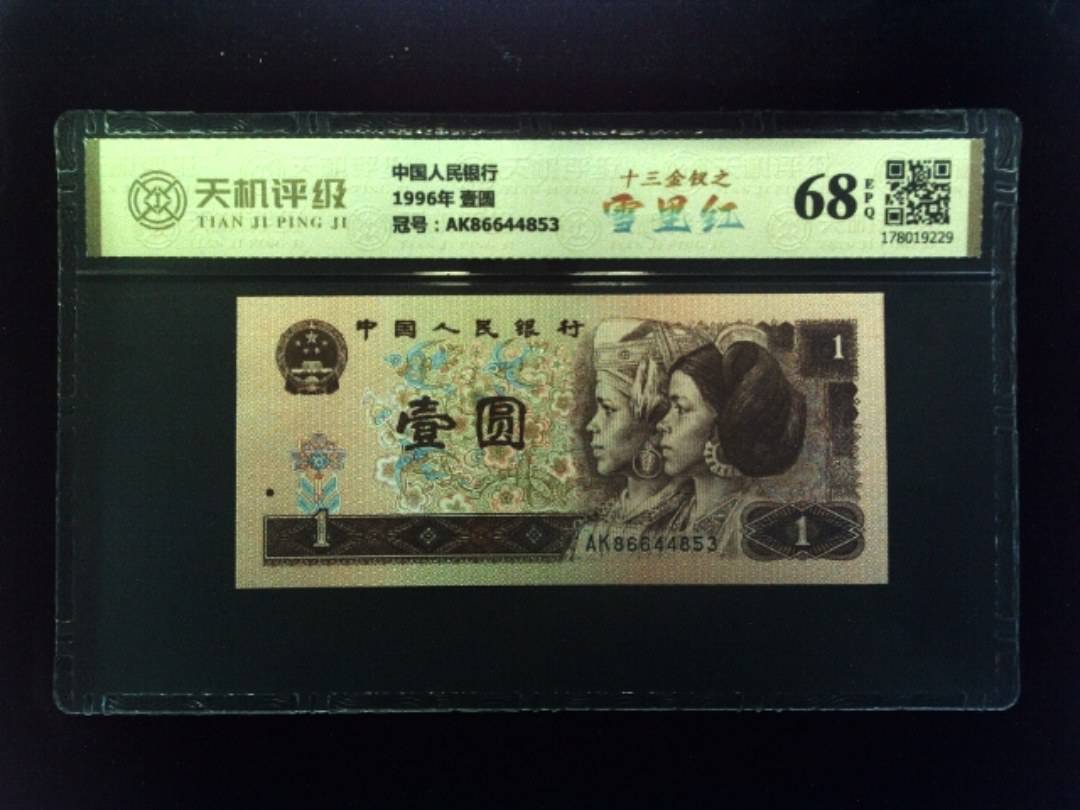 天机评级
TIAN JI PING JI
中国人民银行
1996年 壹圆
冠号：AK86644853
十三金钗之
雪里红
68
EPQ
178019229
中国人民银行
1
壹圆
1
AK86644853
1